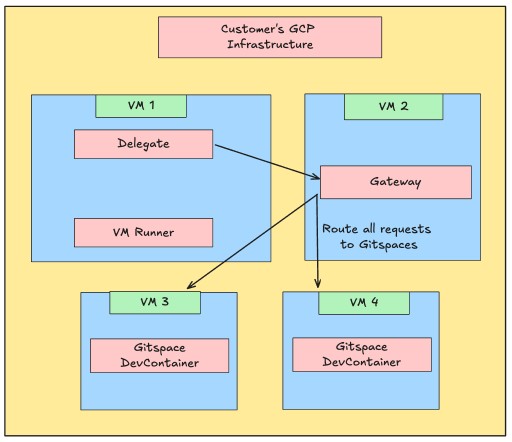 Customer's GCP
Infrastructure
VM 1
VM 2
Delegate
Gateway
VM Runner
Route all requests
to Gitspaces
VM 3
VM 4
Gitspace
DevContainer
Gitspace
DevContainer